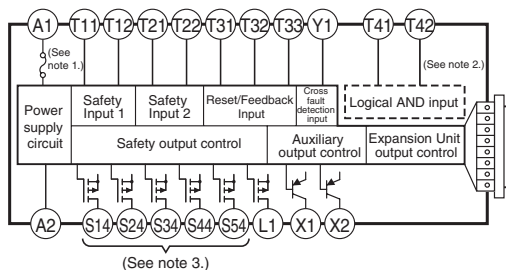 A1 T11 T12 T21 T22 T31 T32 T33 Y1 T41 T42
(See
note 1.)
(See note 2.)
Power
supply
circuit
Safety
Input 1
Safety
Input 2
Reset/Feedback
Input
Cross
fault
detection
input
Logical AND input
Safety output control
Auxiliary
output control
Expansion Unit
output control
A2 S14 S24 S34 S44 S54 L1 X1 X2
(See note 3.)